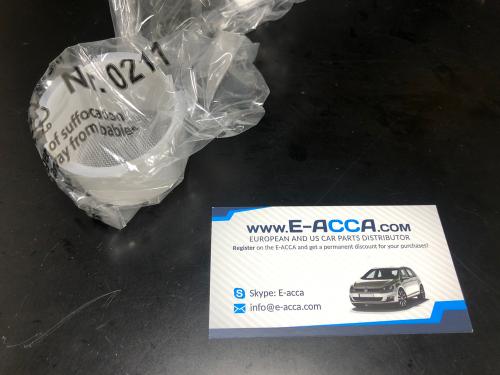 Nr. 0211
of suffocation
from babies
www.E-ACCA.COM
EUROPEAN AND US CAR PARTS DISTRIBUTOR
Register on the E-ACCA and get a permanent discount for your purchases!
Skype: E-acca
info@e-acca.com